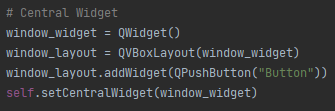 # Central Widget
window_widget = QWidget()
window_layout = QVBoxLayout(window_widget)
window_layout.addWidget(QPushButton("Button"))
self.setCentralWidget(window_widget)